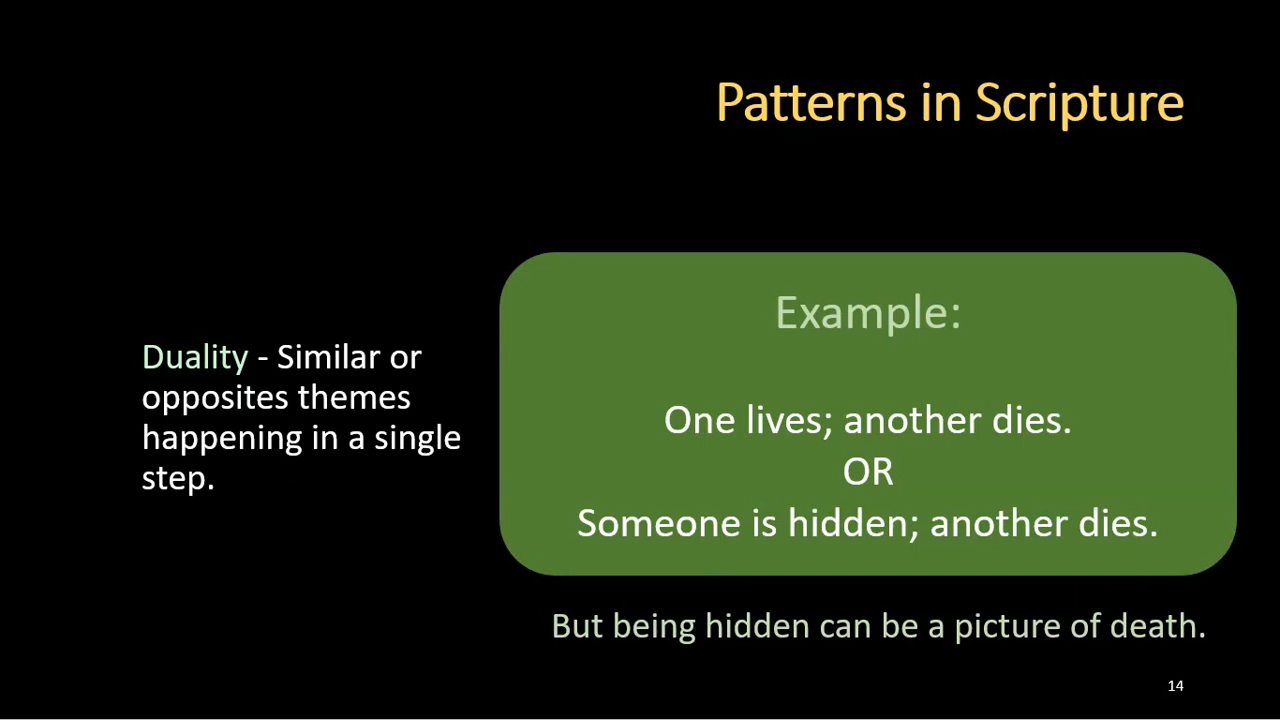 Patterns in Scripture
Duality - Similar or
opposites themes
happening in a single
step.
Example:
One lives; another dies.
OR
Someone is hidden; another dies.
But being hidden can be a picture of death.
14